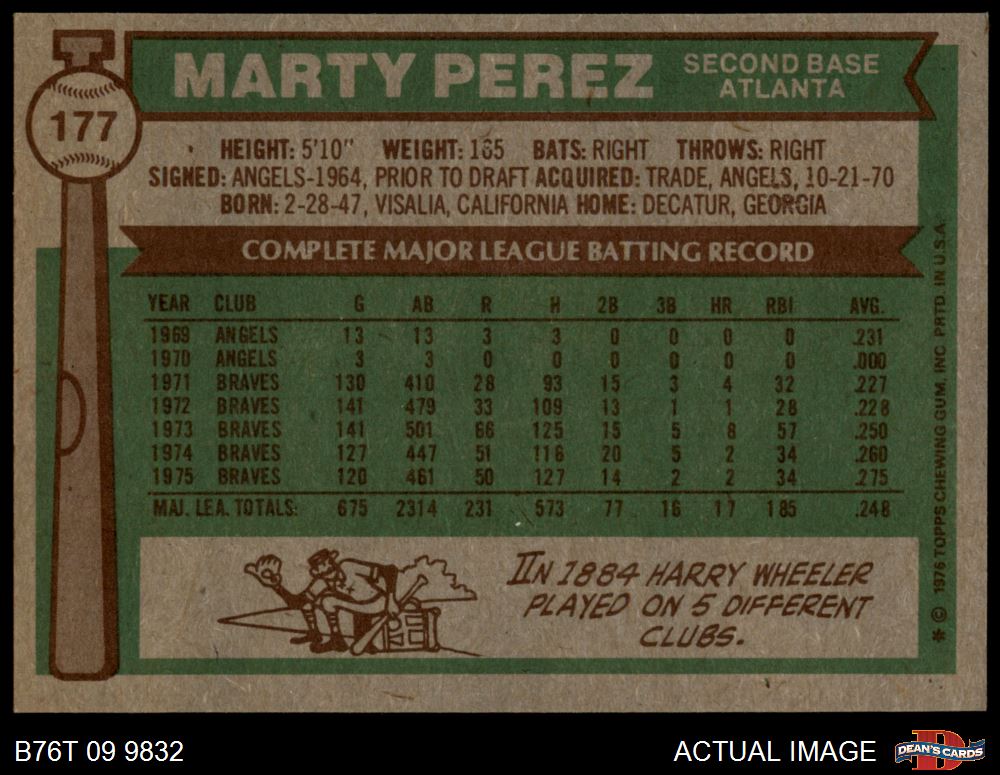 177
MARTY PEREZ
SECOND BASE
ATLANTA
HEIGHT: 5'10" WEIGHT: 165 BATS: RIGHT THROWS: RIGHT
SIGNED: ANGELS-1964, PRIOR TO DRAFT ACQUIRED: TRADE, ANGELS, 10-21-70
BORN: 2-28-47, VISALIA, CALIFORNIA HOME: DECATUR, GEORGIA
COMPLETE MAJOR LEAGUE BATTING RECORD
YEAR CLUB G AB R H 2B 3B HR RBI AVG.
1969 ANGELS 13 13 3 3 0 0 0 0 .231
1970 ANGELS 3 3 0 0 0 0 0 0 .000
1971 BRAVES 130 410 28 93 15 3 4 32 .227
1972 BRAVES 141 479 33 109 13 1 1 28 .228
1973 BRAVES 141 501 66 125 15 5 8 57 .250
1974 BRAVES 127 447 51 116 20 5 2 34 .260
1975 BRAVES 120 461 50 127 14 2 2 34 .275
MAJ. LEA. TOTALS: 675 2314 231 573 77 16 17 185 .248
IN 1884 HARRY WHEELER
PLAYED ON 5 DIFFERENT
CLUBS.
* © 1976 TOPPS CHEWING GUM, INC. PRTD. IN U.S.A.
B76T 09 9832
ACTUAL IMAGE
DEAN'S CARDS